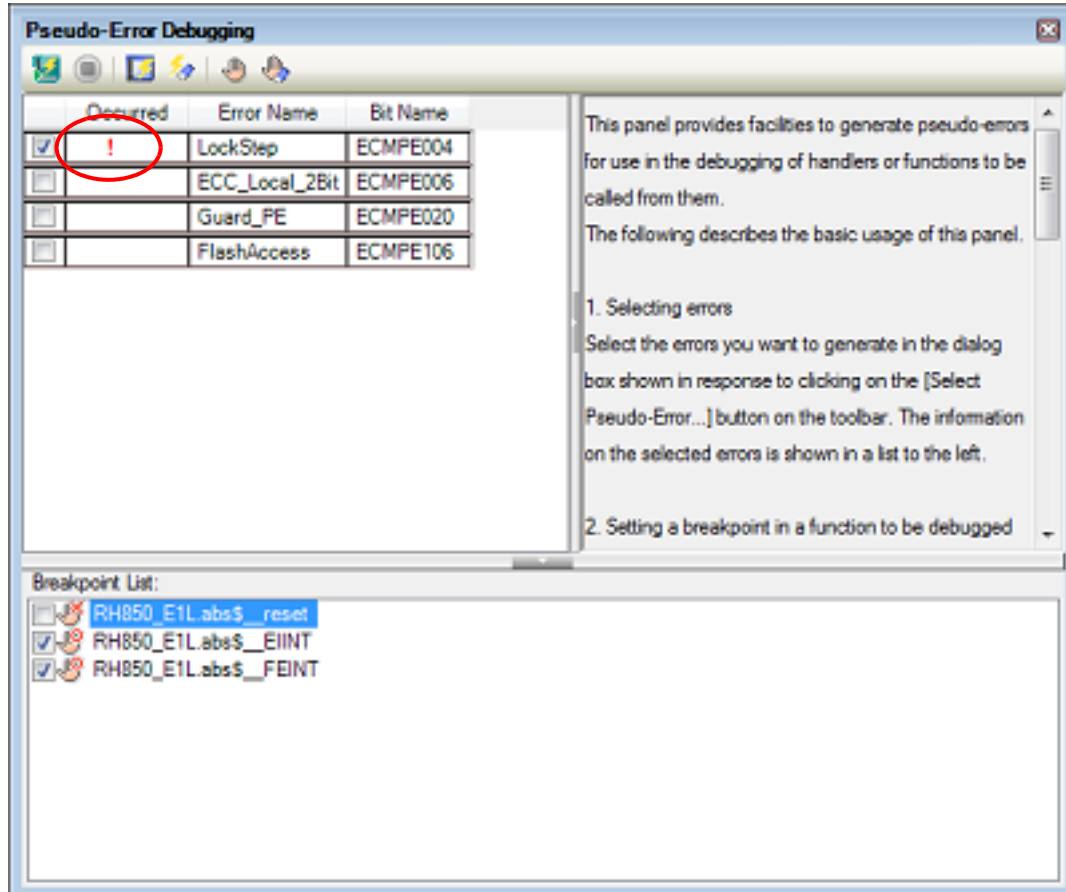 Pseudo-Error Debugging
Occurred Error Name Bit Name
! LockStep ECMPE004
ECC_Local_2Bit ECMPE006
Guard_PE ECMPE020
FlashAccess ECMPE106
This panel provides facilities to generate pseudo-errors
for use in the debugging of handlers or functions to be
called from them.
The following describes the basic usage of this panel.
1. Selecting errors
Select the errors you want to generate in the dialog
box shown in response to clicking on the [Select
Pseudo-Error...] button on the toolbar. The information
on the selected errors is shown in a list to the left.
2. Setting a breakpoint in a function to be debugged
Breakpoint List:
RH850_E1L.abs$__reset
RH850_E1L.abs$__EIINT
RH850_E1L.abs$__FEINT